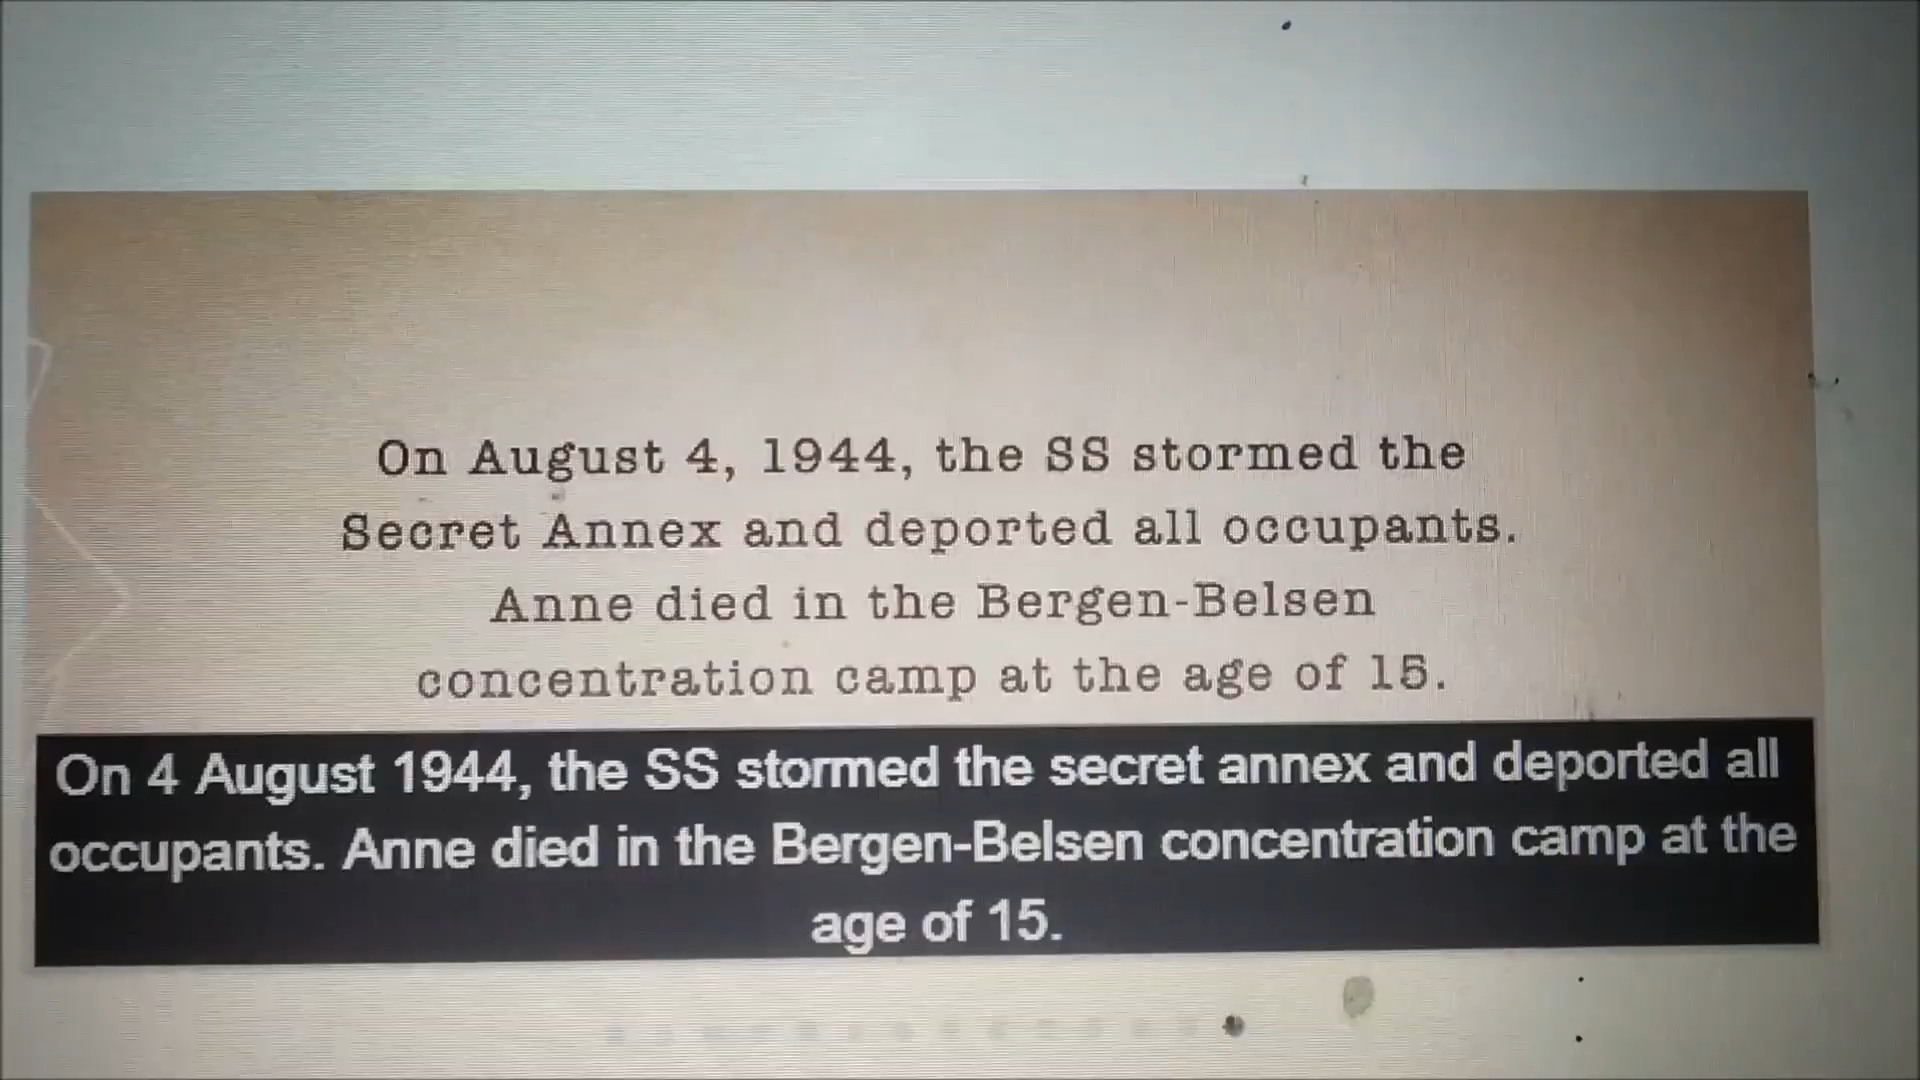 On August 4, 1944, the SS stormed the
Secret Annex and deported all occupants.
Anne died in the Bergen-Belsen
concentration camp at the age of 15.
On 4 August 1944, the SS stormed the secret annex and deported all
occupants. Anne died in the Bergen-Belsen concentration camp at the
age of 15.